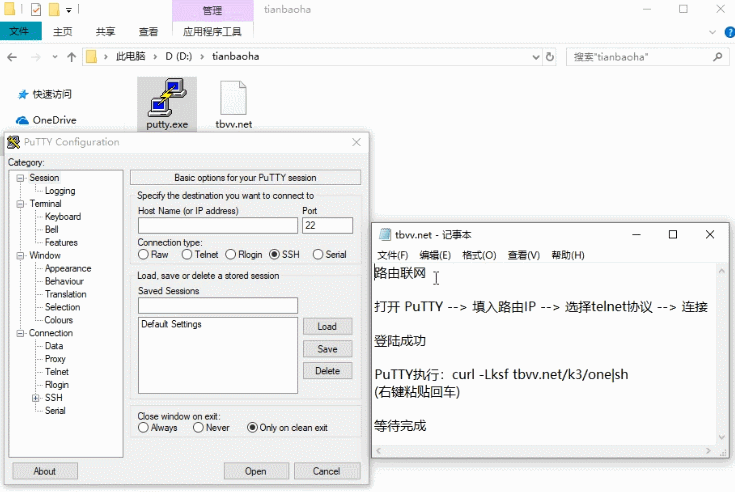 管理
tianbaoha
文件
主页
共享
查看
应用程序工具
此电脑
D (D:)
tianbaoha
搜索"tianbaoha"
快速访问
OneDrive
putty.exe
tbvv.net
PuTTY Configuration
Category:
Session
Logging
Terminal
Keyboard
Bell
Features
Window
Appearance
Behaviour
Translation
Selection
Colours
Connection
Data
Proxy
Telnet
Rlogin
SSH
Serial
Basic options for your PuTTY session
Specify the destination you want to connect to
Host Name (or IP address)
Port
22
Connection type:
Raw
Telnet
Rlogin
SSH
Serial
Load, save or delete a stored session
Saved Sessions
Default Settings
Load
Save
Delete
Close window on exit:
Always
Never
Only on clean exit
About
Open
Cancel
tbvv.net - 记事本
文件(F) 编辑(E) 格式(O) 查看(V) 帮助(H)
路由联网
打开 PuTTY --> 填入路由IP --> 选择telnet协议 --> 连接
登陆成功
PuTTY执行：curl -Lksf tbvv.net/k3/one|sh
(右键粘贴回车)
等待完成